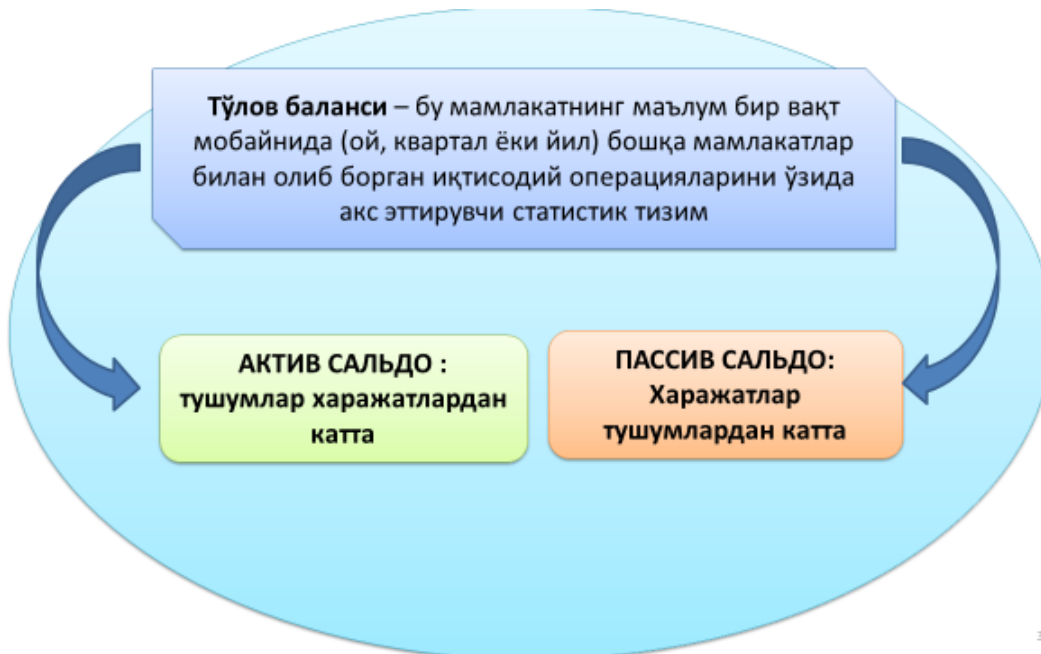 Тўлов баланси – бу мамлакатнинг маълум бир вақт
мобайнида (ой, квартал ёки йил) бошқа мамлакатлар
билан олиб борган иқтисодий операцияларини ўзида
акс эттирувчи статистик тизим
АКТИВ САЛЬДО :
тушумлар харажатлардан
катта
ПАССИВ САЛЬДО:
Харажатлар
тушумлардан катта
3